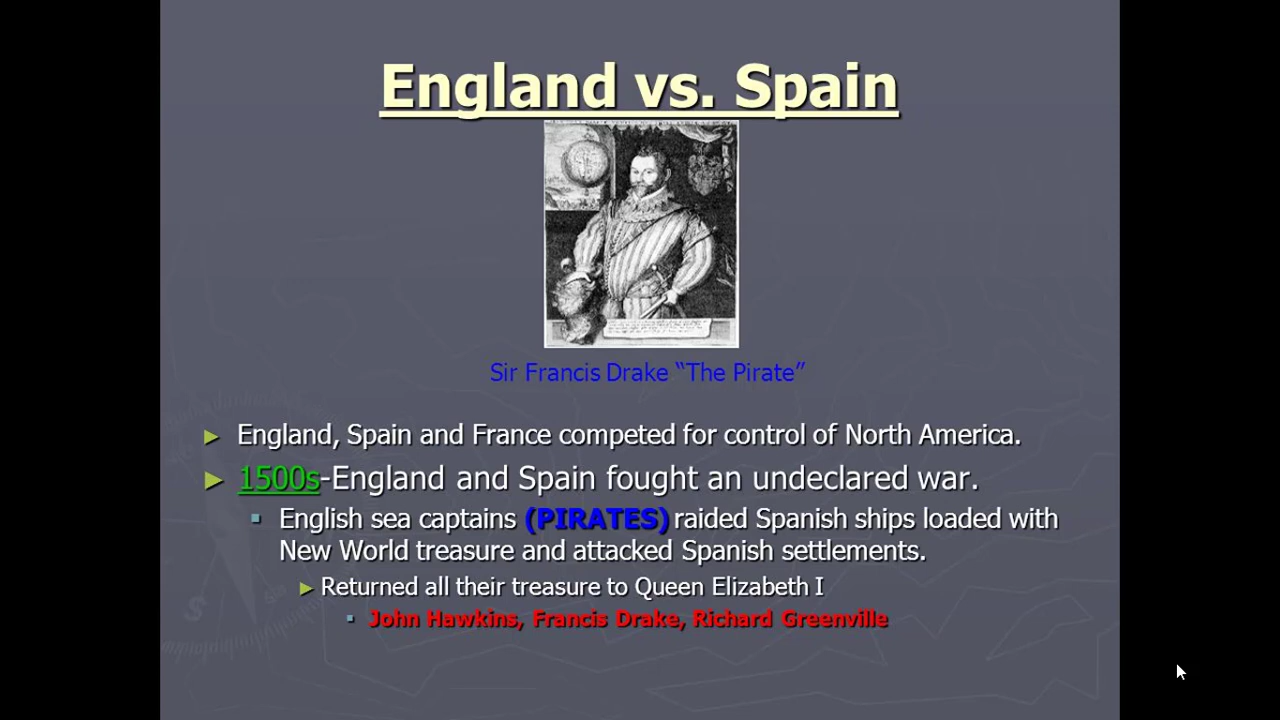 England vs. Spain
Sir Francis Drake “The Pirate”
England, Spain and France competed for control of North America.
1500s-England and Spain fought an undeclared war.
English sea captains (PIRATES) raided Spanish ships loaded with
New World treasure and attacked Spanish settlements.
Returned all their treasure to Queen Elizabeth I
John Hawkins, Francis Drake, Richard Greenville